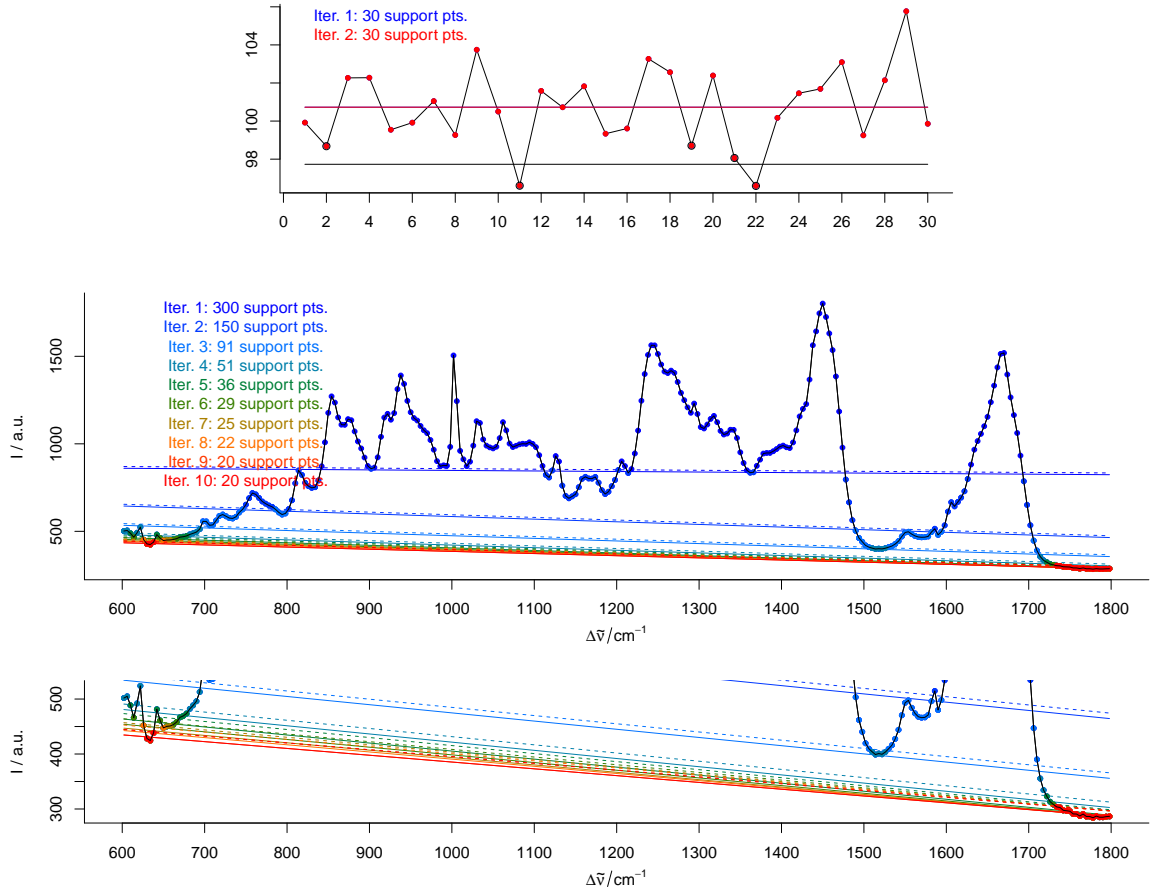 Iter. 1: 30 support pts.
Iter. 2: 30 support pts.
104
100
98
0 2 4 6 8 10 12 14 16 18 20 22 24 26 28 30
Iter. 1: 300 support pts.
Iter. 2: 150 support pts.
Iter. 3: 91 support pts.
Iter. 4: 51 support pts.
Iter. 5: 36 support pts.
Iter. 6: 29 support pts.
Iter. 7: 25 support pts.
Iter. 8: 22 support pts.
Iter. 9: 20 support pts.
Iter. 10: 20 support pts.
I / a.u.
1500
1000
500
600 700 800 900 1000 1100 1200 1300 1400 1500 1600 1700 1800
Δν̃/cm⁻¹
I / a.u.
500
400
300
600 700 800 900 1000 1100 1200 1300 1400 1500 1600 1700 1800
Δν̃/cm⁻¹